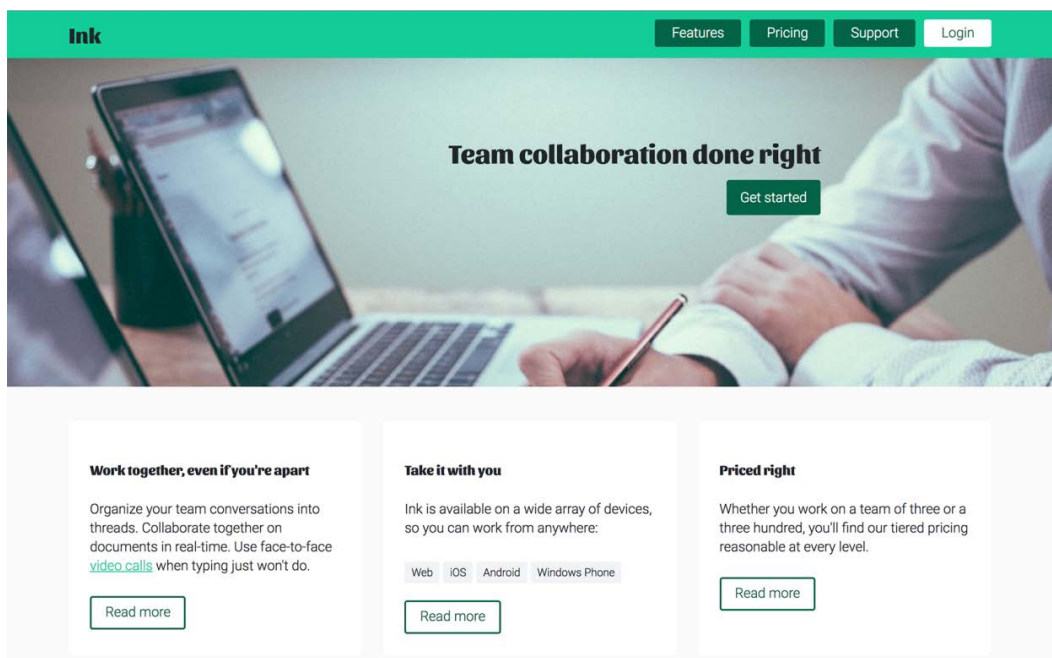 Ink
Features
Pricing
Support
Login
Team collaboration done right
Get started
Work together, even if you're apart
Organize your team conversations into
threads. Collaborate together on
documents in real-time. Use face-to-face
video calls when typing just won't do.
Read more
Take it with you
Ink is available on a wide array of devices,
so you can work from anywhere:
Web iOS Android Windows Phone
Read more
Priced right
Whether you work on a team of three or a
three hundred, you'll find our tiered pricing
reasonable at every level.
Read more